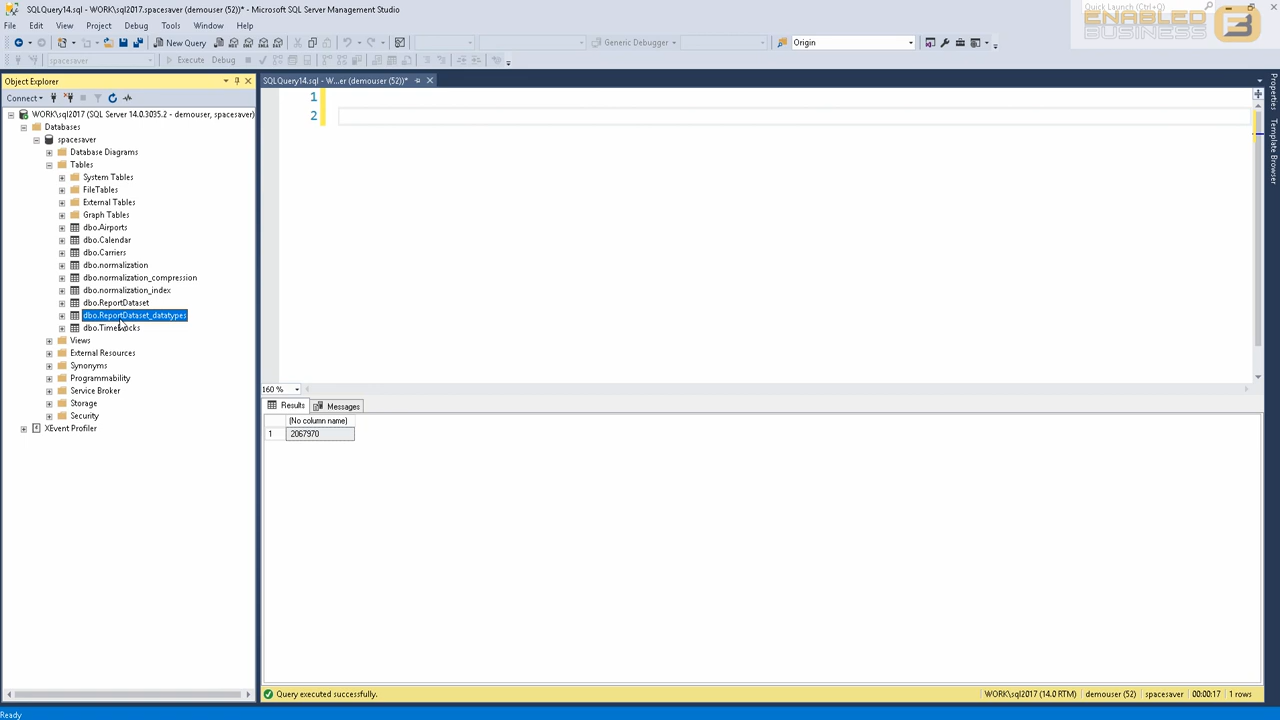 SQLQuery14.sql - WORK\sql2017.spacesaver (demouser (52))* - Microsoft SQL Server Management Studio
Quick Launch (Ctrl+Q)
ENABLED
BUSINESS
File Edit View Project Debug Tools Window Help
New Query
Generic Debugger
Origin
spacesaver
Execute Debug
Object Explorer
SQLQuery14.sql - W...er (demouser (52))*
Connect
WORK\sql2017 (SQL Server 14.0.3035.2 - demouser, spacesaver)
Databases
spacesaver
Database Diagrams
Tables
System Tables
FileTables
External Tables
Graph Tables
dbo.Airports
dbo.Calendar
dbo.Carriers
dbo.normalization
dbo.normalization_compression
dbo.normalization_index
dbo.ReportDataset
dbo.ReportDataset_datatypes
Views
External Resources
Synonyms
Programmability
Service Broker
Storage
Security
XEvent Profiler
1
2
160 %
Results Messages
(No column name)
1 2067970
Query executed successfully.
WORK\sql2017 (14.0 RTM) demouser (52) spacesaver 00:00:17 1 rows
Ready
Properties
Template Browser